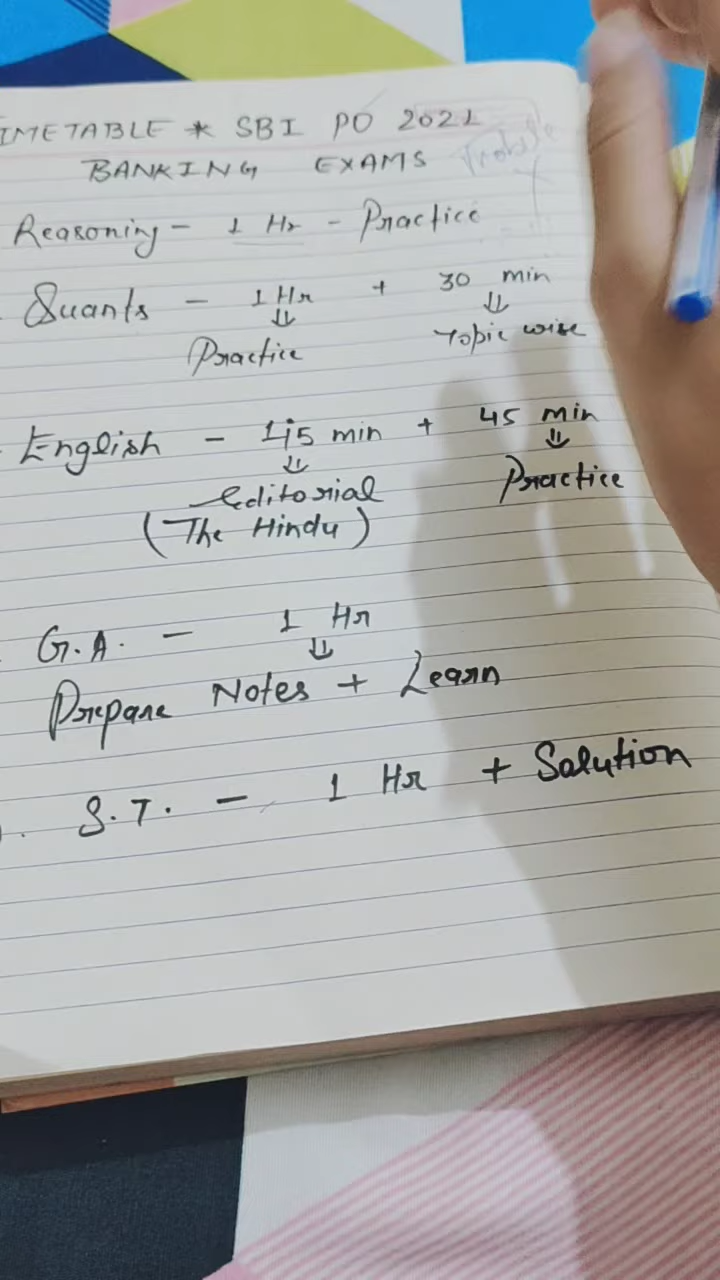 IMETABLE * SBI PO 2021
BANKING EXAMS
Reasoning - 1 Hr - Practice
Quants - 1 Hr + 30 min
⇓ ⇓
Practice Topic wise
English - 15 min + 45 min
⇓ ⇓
Editorial Practice
(The Hindu)
G.A. - 1 Hr
⇓
Prepare Notes + Learn
. S.T. - 1 Hr + Solution